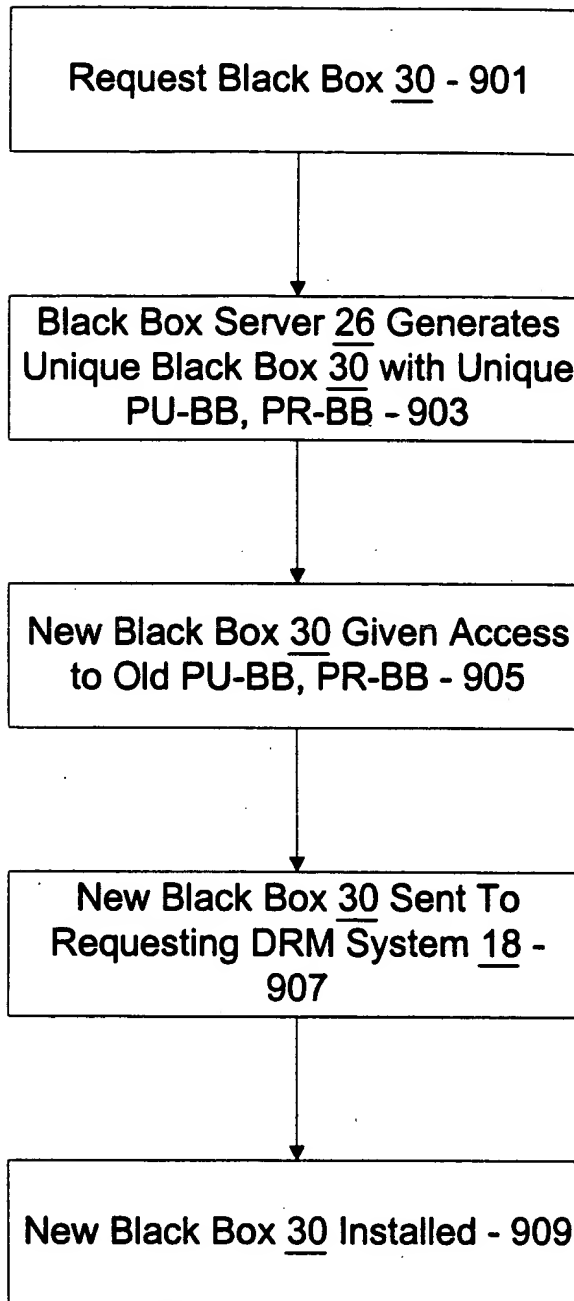 Request Black Box 30 - 901
Black Box Server 26 Generates
Unique Black Box 30 with Unique
PU-BB, PR-BB - 903
New Black Box 30 Given Access
to Old PU-BB, PR-BB - 905
New Black Box 30 Sent To
Requesting DRM System 18 -
907
New Black Box 30 Installed - 909